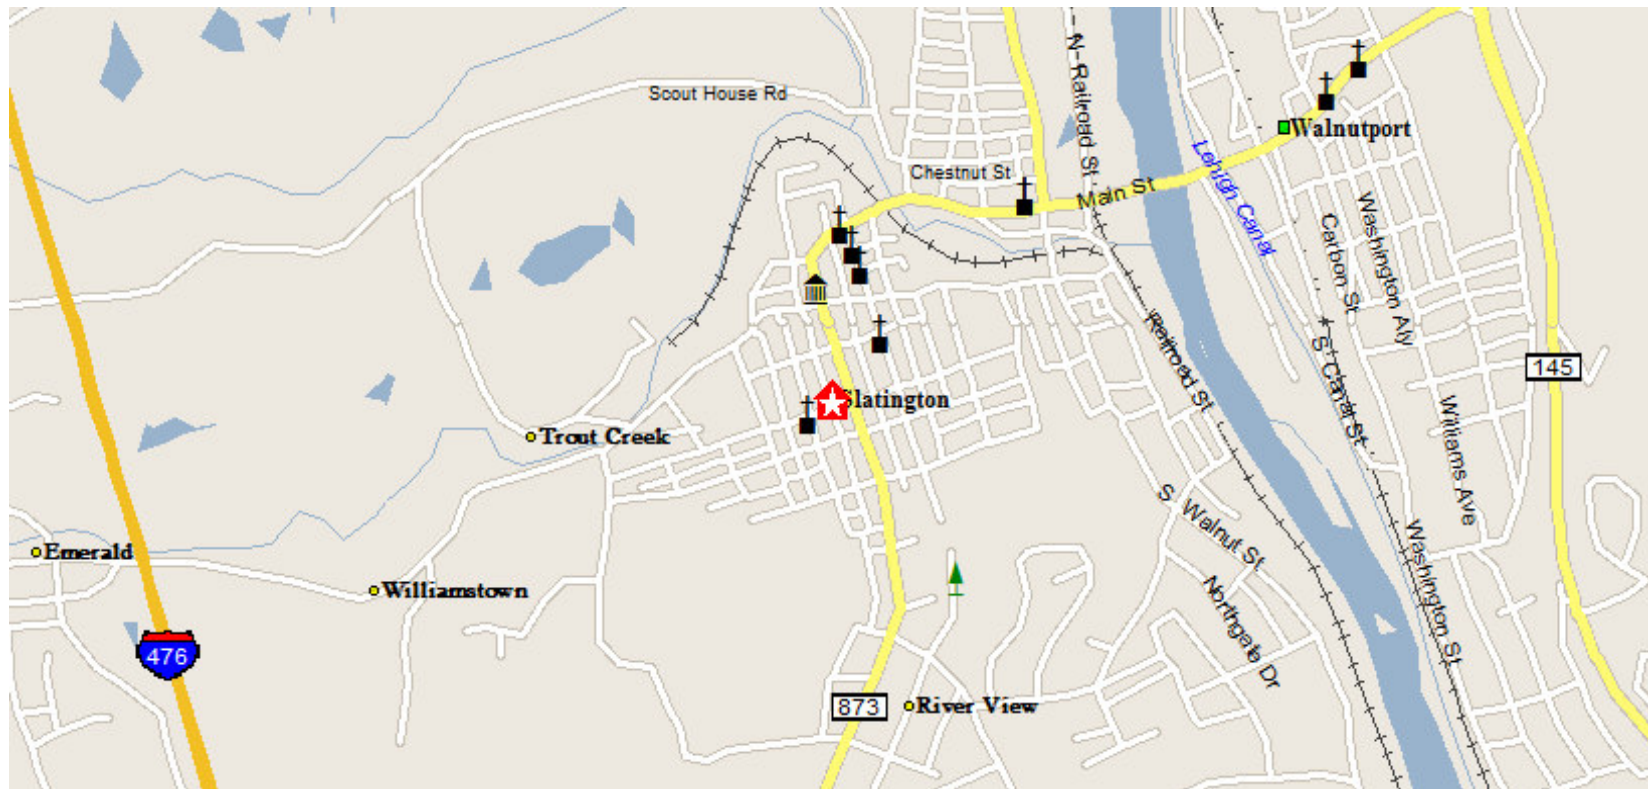 N- Railroad St
Scout House Rd
Walnutport
Chestnut St
Main St
Lehigh Canal
Washington Aly
Carbon St
Railroad St
S Canal St
145
Slatington
Trout Creek
Williams Ave
S Walnut St
Emerald
Williamstown
Washington St
Northgate Dr
476
873
River View